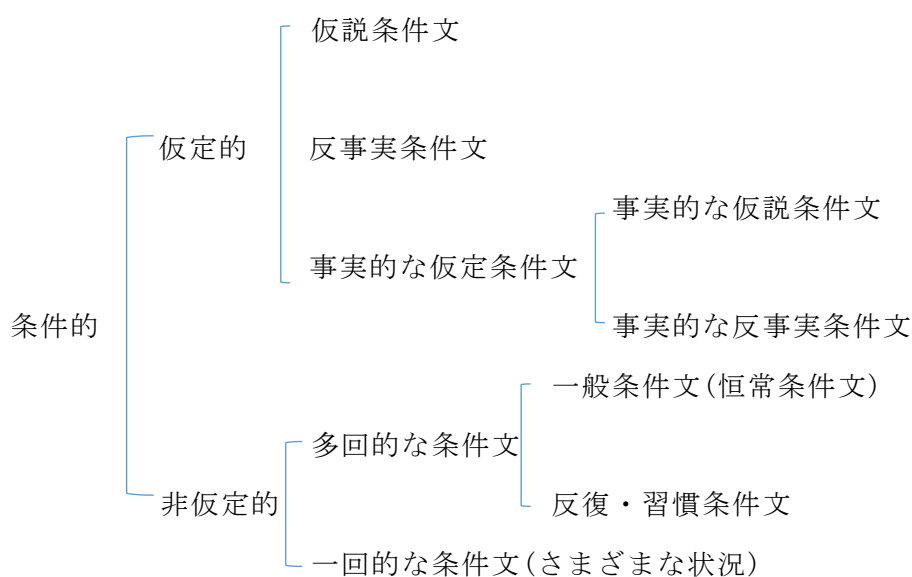 仮説条件文
仮定的
反事実条件文
事実的な仮説条件文
事実的な仮定条件文
条件的
事実的な反事実条件文
一般条件文(恒常条件文)
多回的な条件文
非仮定的
反復・習慣条件文
一回的な条件文(さまざまな状況)